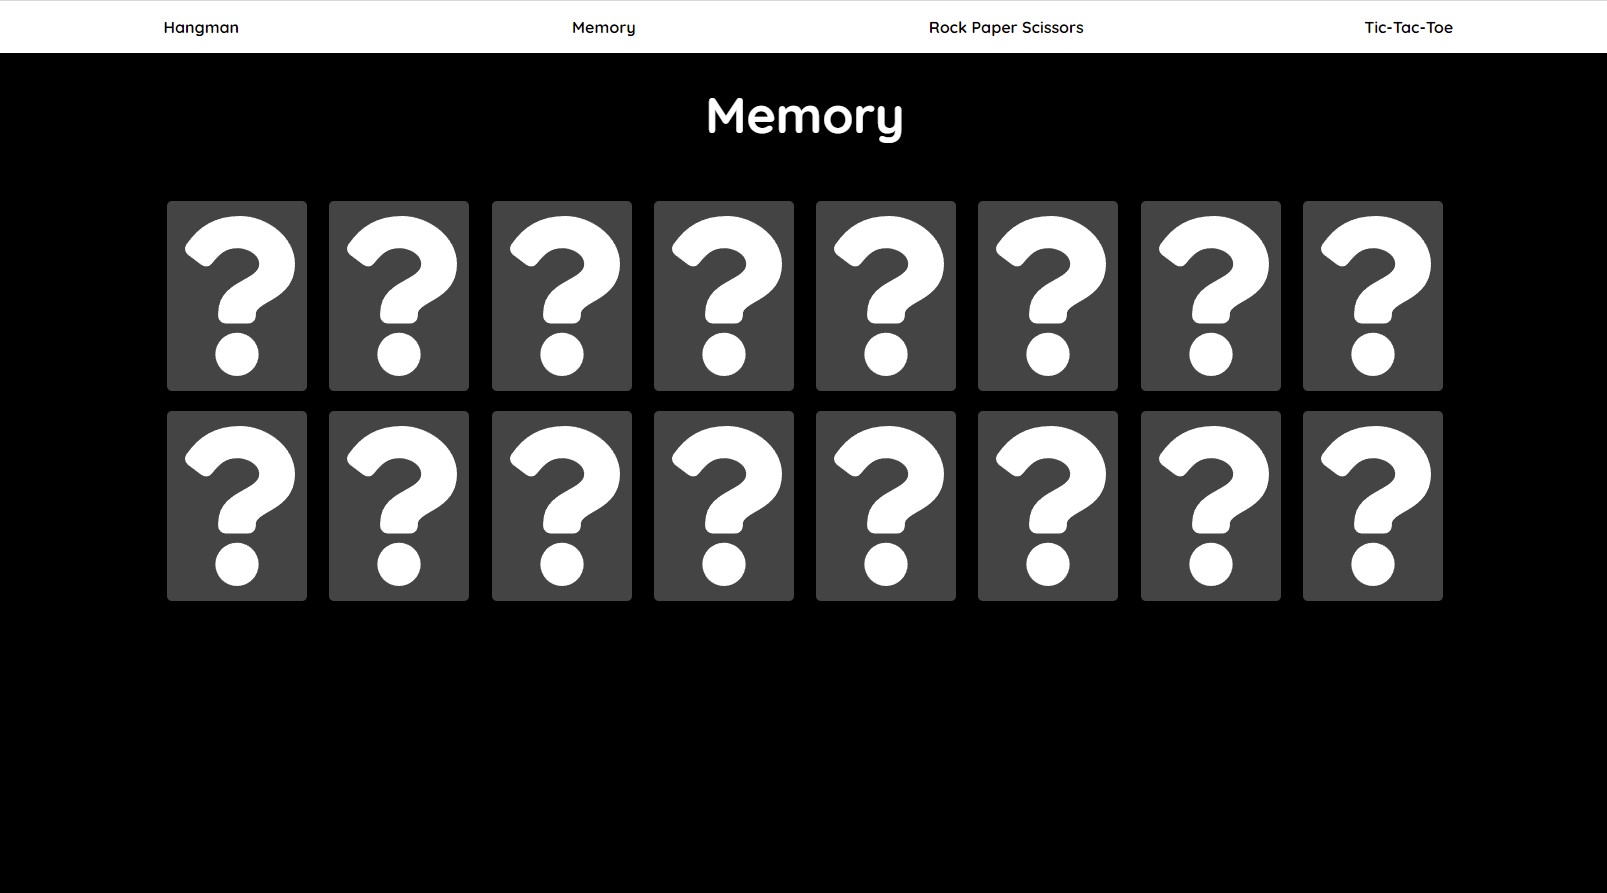 Hangman Memory Rock Paper Scissors Tic-Tac-Toe
Memory
? ? ? ? ? ? ? ?
? ? ? ? ? ? ? ?